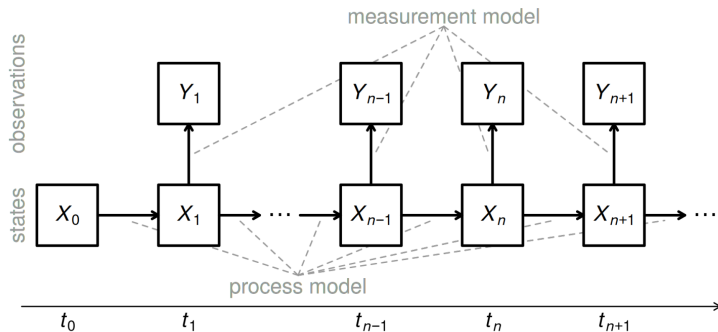 measurement model
observations
Y₁ Yₙ₋₁ Yₙ Yₙ₊₁
states
X₀ X₁ ... Xₙ₋₁ Xₙ Xₙ₊₁ ...
process model
t₀ t₁ tₙ₋₁ tₙ tₙ₊₁